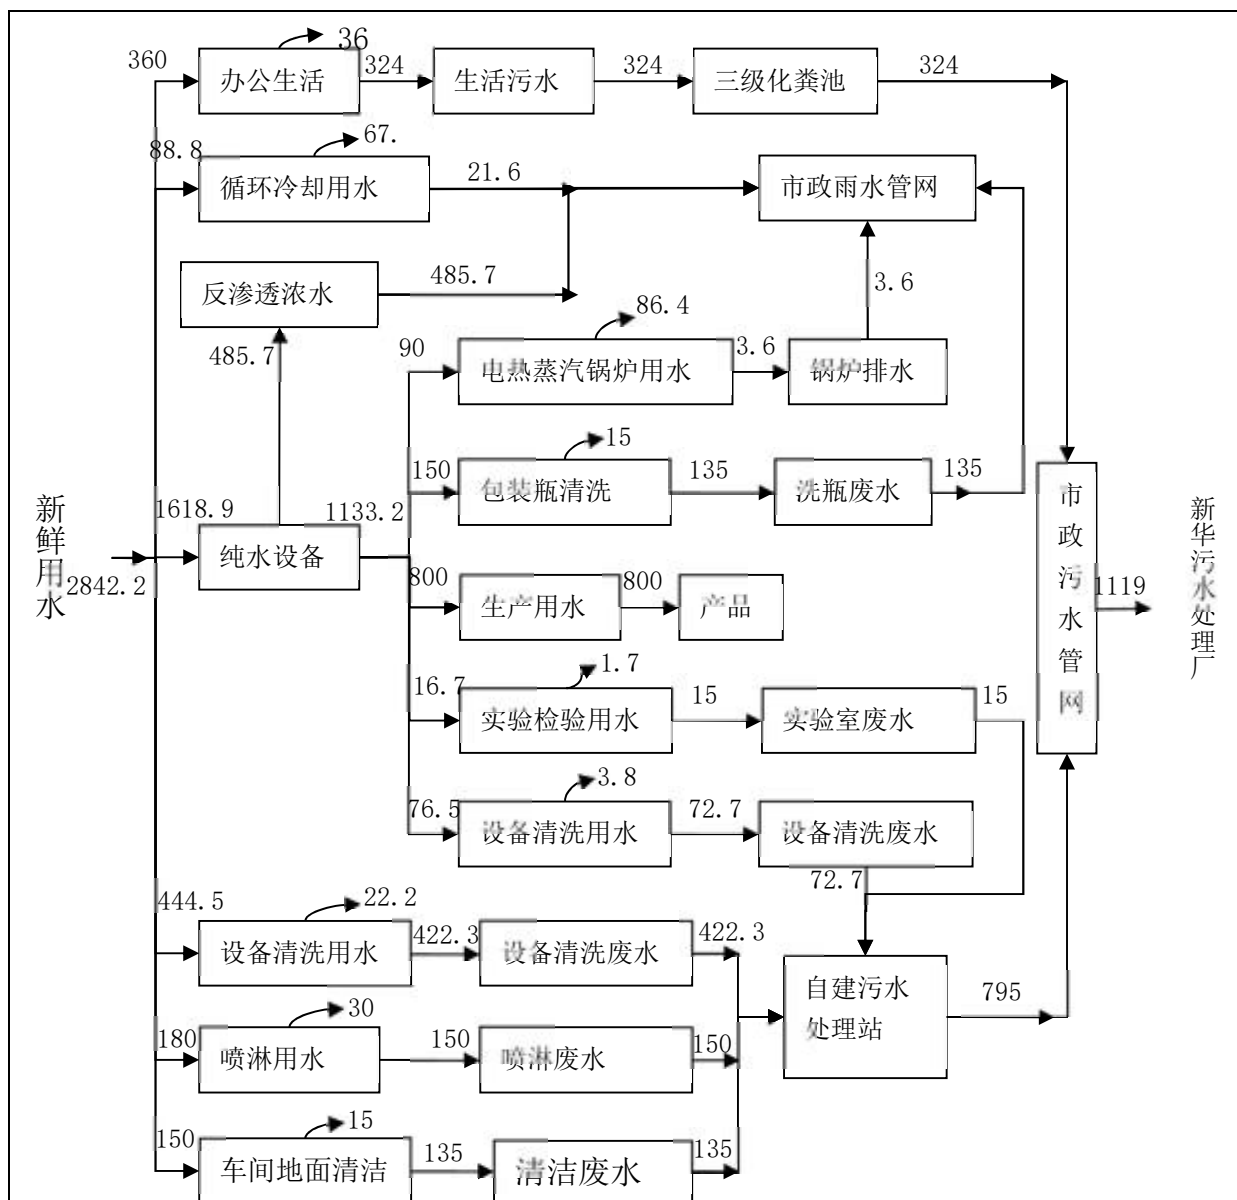 36
360
办公生活
324
生活污水
324
三级化粪池
324
88.8
67.
循环冷却用水
21.6
市政雨水管网
反渗透浓水
485.7
3.6
485.7
86.4
90
电热蒸汽锅炉用水
3.6
锅炉排水
15
150
包装瓶清洗
135
洗瓶废水
135
新鲜用水
2842.2
1618.9
纯水设备
1133.2
800
生产用水
800
产品
市政污水管网
1119
新华污水处理厂
1.7
16.7
实验检验用水
15
实验室废水
15
3.8
76.5
设备清洗用水
72.7
设备清洗废水
72.7
22.2
444.5
设备清洗用水
422.3
设备清洗废水
422.3
自建污水
处理站
795
30
180
喷淋用水
150
喷淋废水
150
15
150
车间地面清洁
135
清洁废水
135